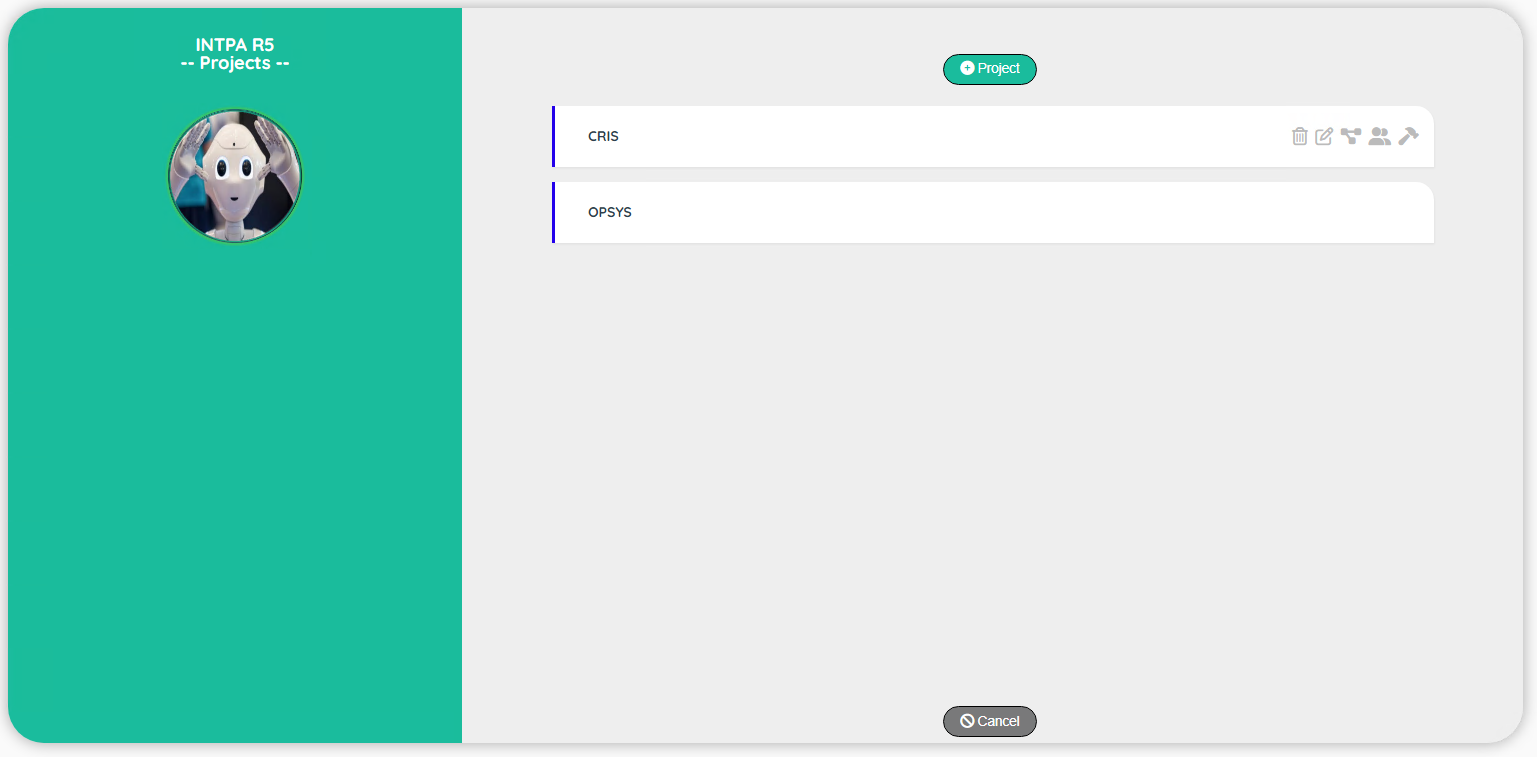 INTPA R5
-- Projects --
Project
CRIS
OPSYS
Cancel